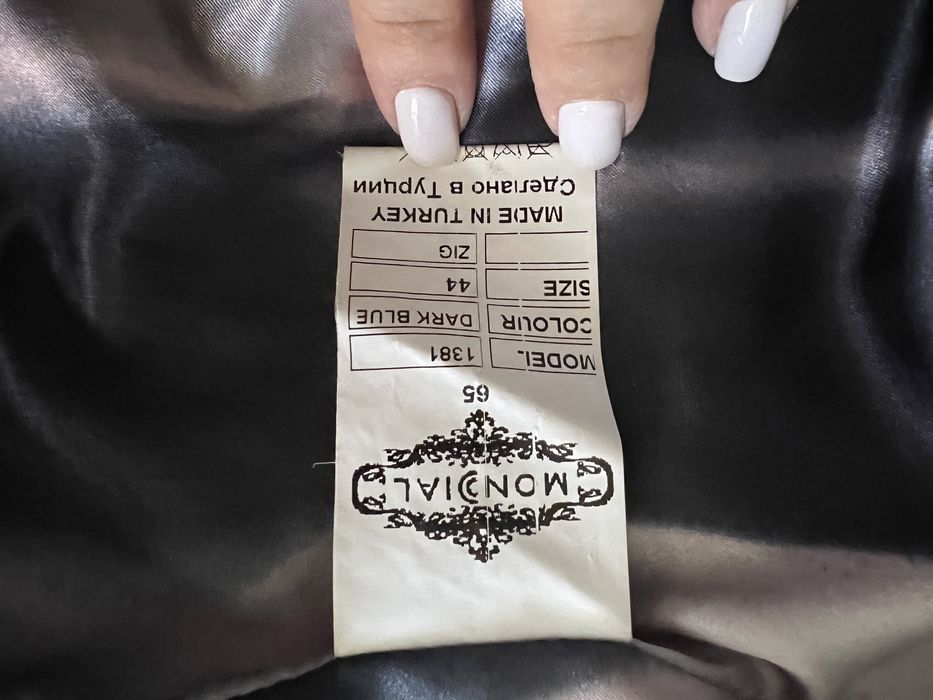 MONDIAL
65
MODEL 1381
COLOUR DARK BLUE
SIZE 44
ZIG
MADE IN TURKEY
Сделано в Турции